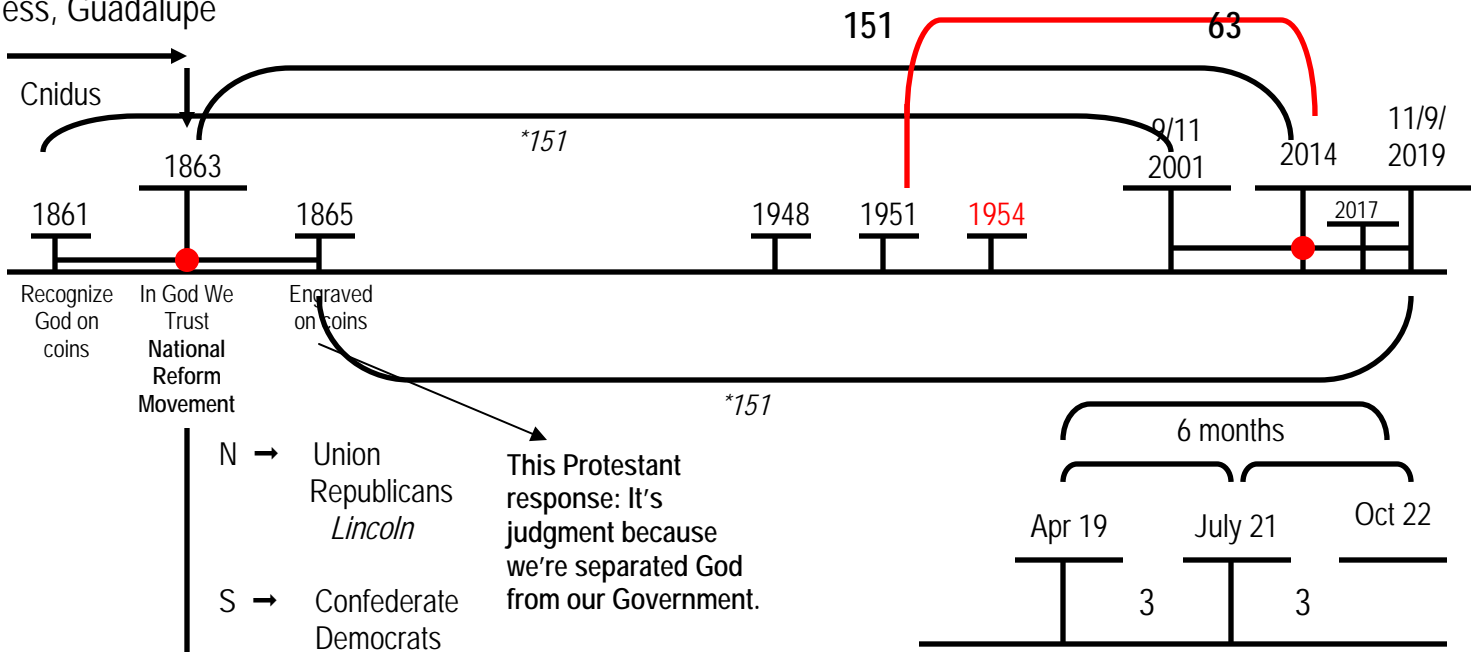 ess, Guadalupe
151
63
Cnidus
*151
9/11
2001
2014
11/9/
2019
1863
1861
1865
1948
1951
1954
2017
Recognize
God on
coins
In God We
Trust
National
Reform
Movement
Engraved
on coins
*151
N → Union
Republicans
Lincoln
S → Confederate
Democrats
This Protestant
response: It's
judgment because
we're separated God
from our Government.
6 months
Apr 19
July 21
Oct 22
3
3